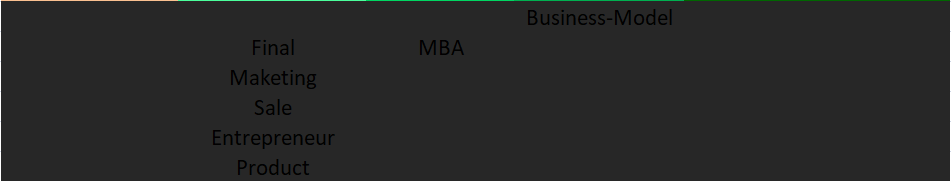 Business-Model
Final MBA
Maketing
Sale
Entrepreneur
Product